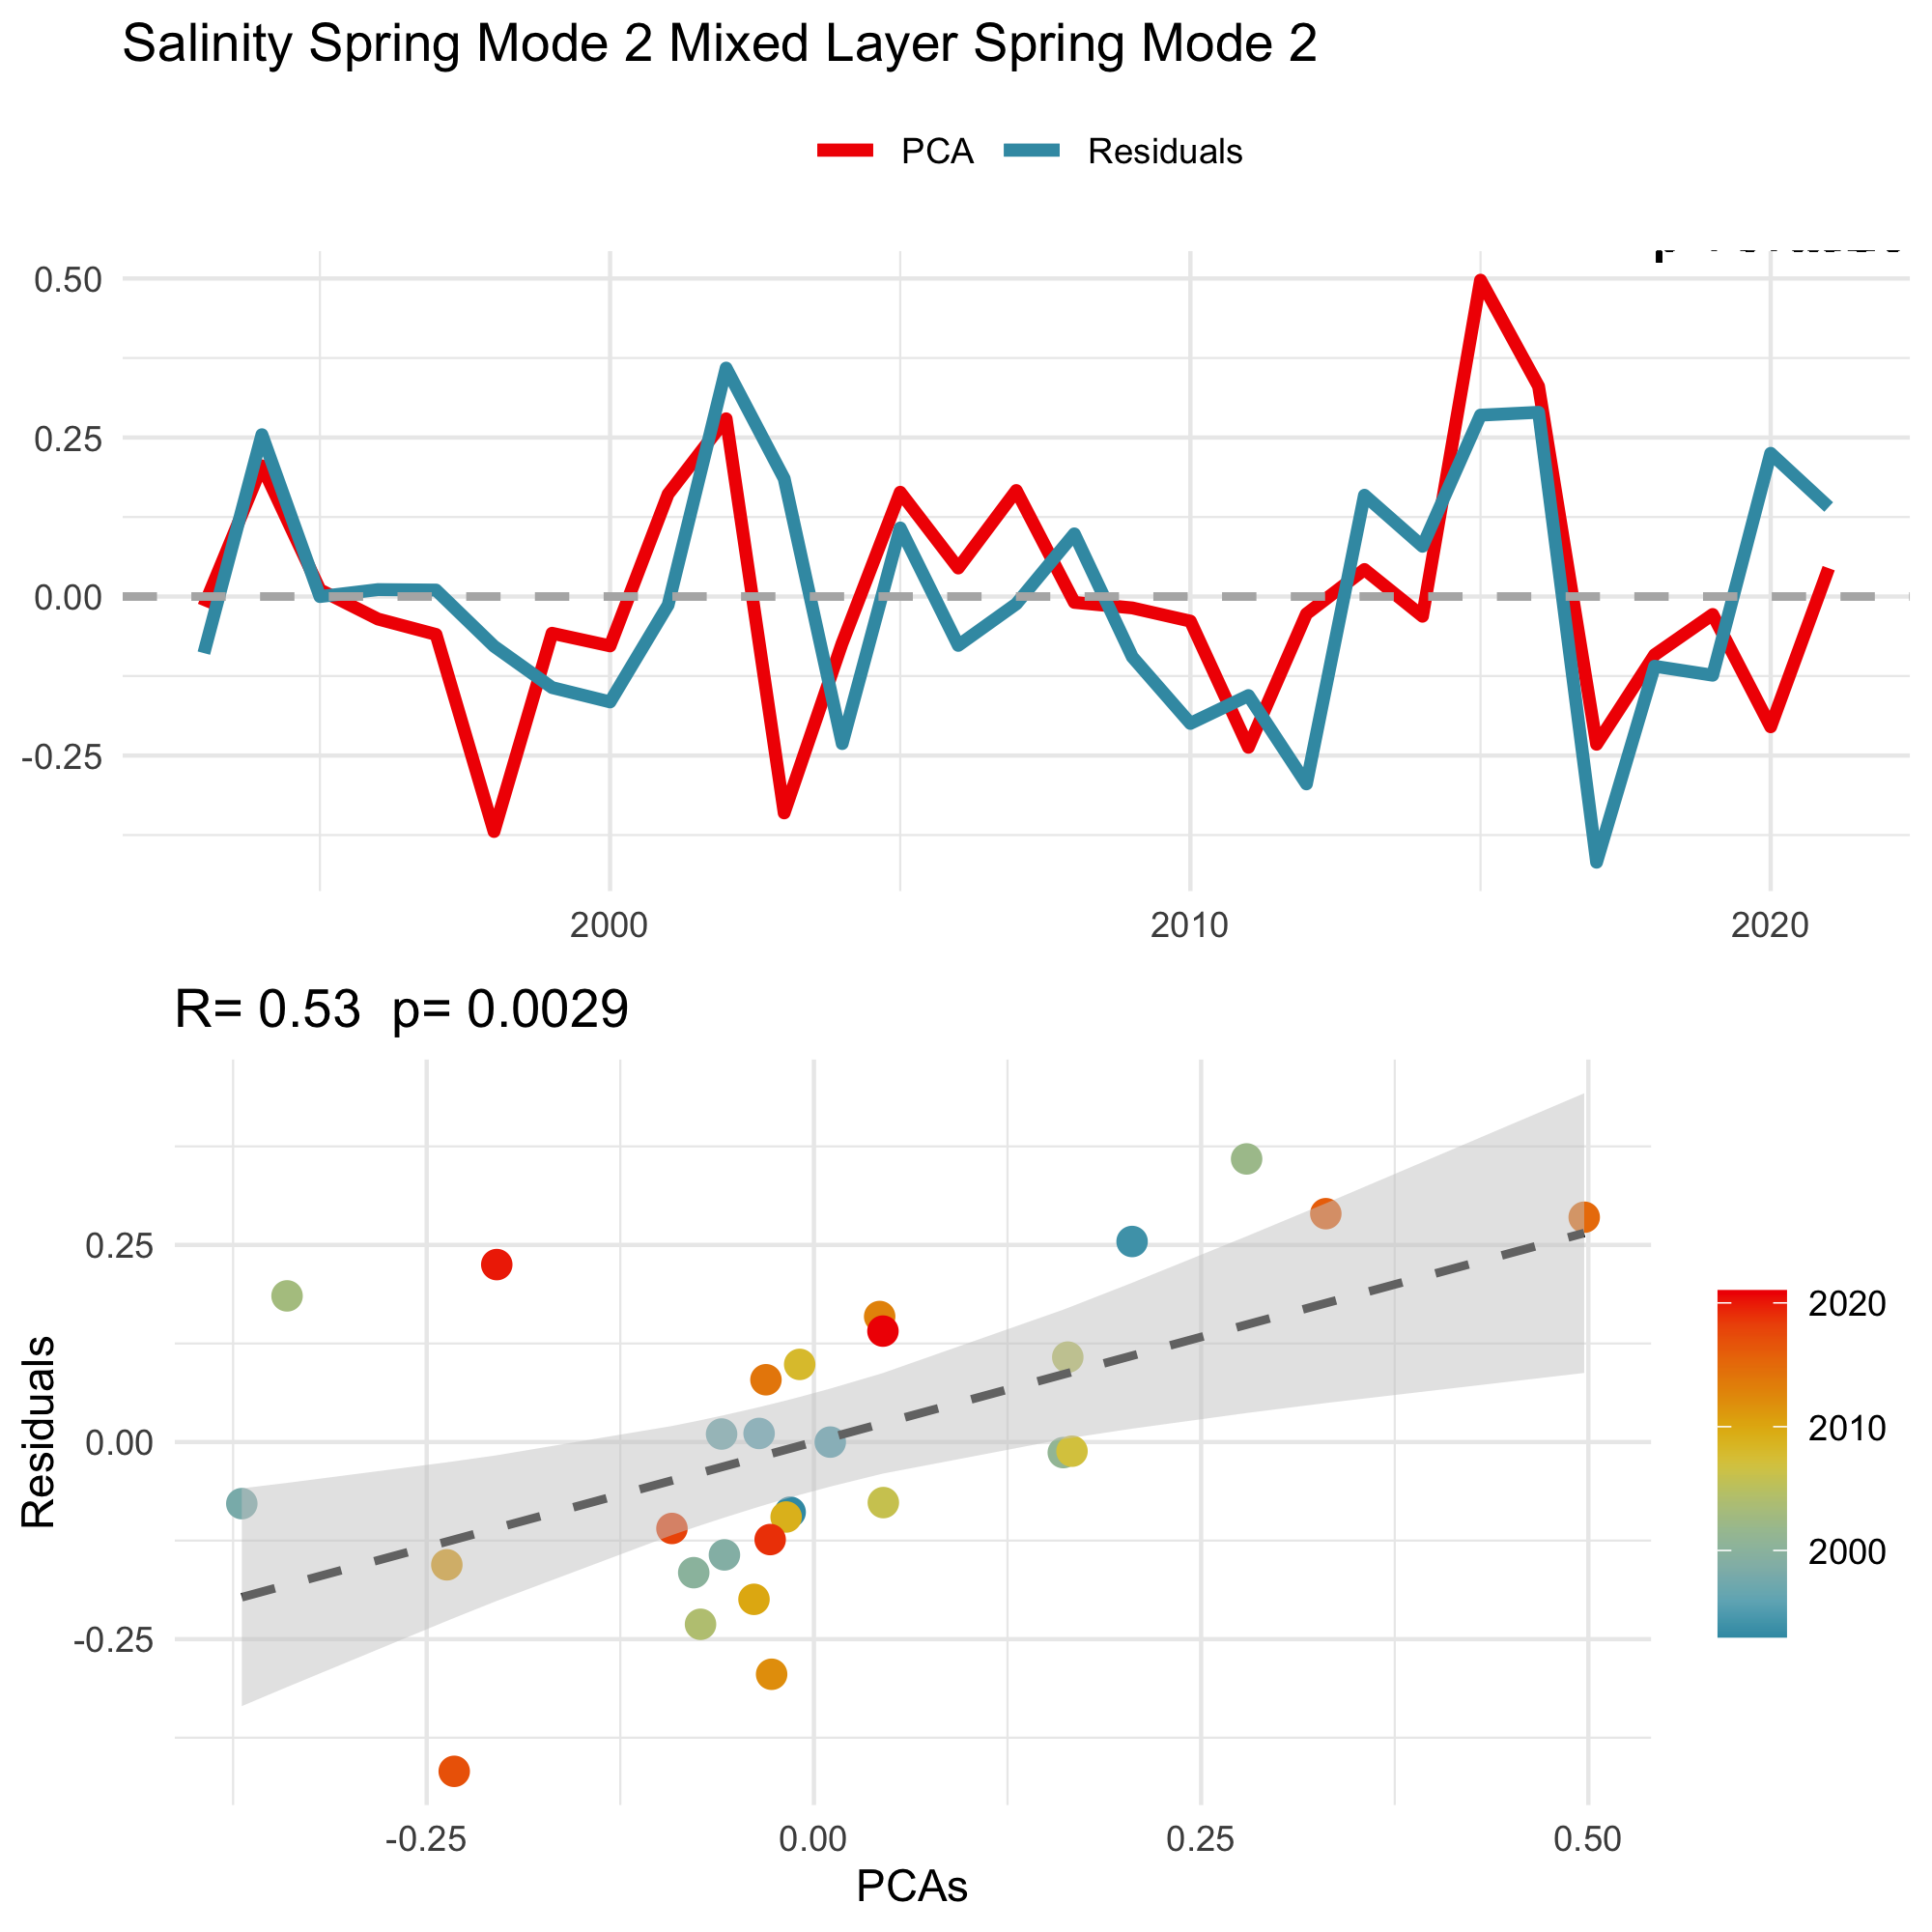 Salinity Spring Mode 2 Mixed Layer Spring Mode 2
PCA Residuals
0.50
0.25
0.00
-0.25
2000 2010 2020
R= 0.53 p= 0.0029
Residuals
0.25
0.00
-0.25
-0.25 0.00 0.25 0.50
PCAs
2020
2010
2000